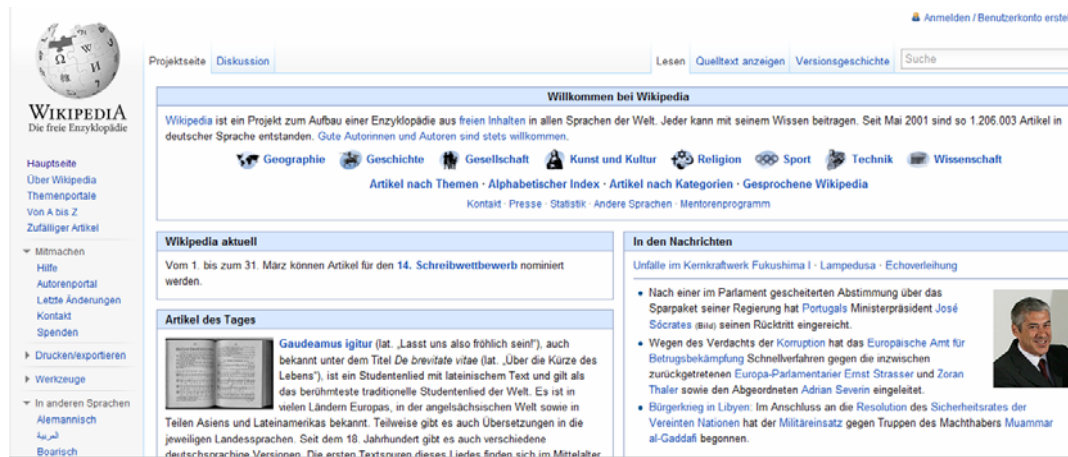 Anmelden / Benutzerkonto erstel
WIKIPEDIA
Die freie Enzyklopädie
Projektseite Diskussion
Lesen Quelltext anzeigen Versionsgeschichte Suche
Hauptseite
Über Wikipedia
Themenportale
Von A bis Z
Zufälliger Artikel
Mitmachen
Hilfe
Autorenportal
Letzte Änderungen
Kontakt
Spenden
Drucken/exportieren
Werkzeuge
In anderen Sprachen
Alemannisch
العربية
Boarisch
Willkommen bei Wikipedia
Wikipedia ist ein Projekt zum Aufbau einer Enzyklopädie aus freien Inhalten in allen Sprachen der Welt. Jeder kann mit seinem Wissen beitragen. Seit Mai 2001 sind so 1.206.003 Artikel in
deutscher Sprache entstanden. Gute Autorinnen und Autoren sind stets willkommen.
Geographie Geschichte Gesellschaft Kunst und Kultur Religion Sport Technik Wissenschaft
Artikel nach Themen · Alphabetischer Index · Artikel nach Kategorien · Gesprochene Wikipedia
Kontakt · Presse · Statistik · Andere Sprachen · Mentorenprogramm
Wikipedia aktuell
Vom 1. bis zum 31. März können Artikel für den 14. Schreibwettbewerb nominiert
werden.
Artikel des Tages
Gaudeamus igitur (lat. „Lasst uns also fröhlich sein!“), auch
bekannt unter dem Titel De brevitate vitae (lat. „Über die Kürze des
Lebens“), ist ein Studentenlied mit lateinischem Text und gilt als
das berühmteste traditionelle Studentenlied der Welt. Es ist in
vielen Ländern Europas, in der angelsächsischen Welt sowie in
Teilen Asiens und Lateinamerikas bekannt. Teilweise gibt es auch Übersetzungen in die
jeweiligen Landessprachen. Seit dem 18. Jahrhundert gibt es auch verschiedene
deutschsprachige Versionen. Die ersten Textspuren dieses Liedes finden sich im Mittelalter
In den Nachrichten
Unfälle im Kernkraftwerk Fukushima I · Lampedusa · Echoverleihung
• Nach einer im Parlament gescheiterten Abstimmung über das
Sparpaket seiner Regierung hat Portugals Ministerpräsident José
Sócrates (Bild) seinen Rücktritt eingereicht.
• Wegen des Verdachts der Korruption hat das Europäische Amt für
Betrugsbekämpfung Schnellverfahren gegen die inzwischen
zurückgetretenen Europa-Parlamentarier Ernst Strasser und Zoran
Thaler sowie den Abgeordneten Adrian Severin eingeleitet.
• Bürgerkrieg in Libyen: Im Anschluss an die Resolution des Sicherheitsrates der
Vereinten Nationen hat der Militäreinsatz gegen Truppen des Machthabers Muammar
al-Gaddafi begonnen.